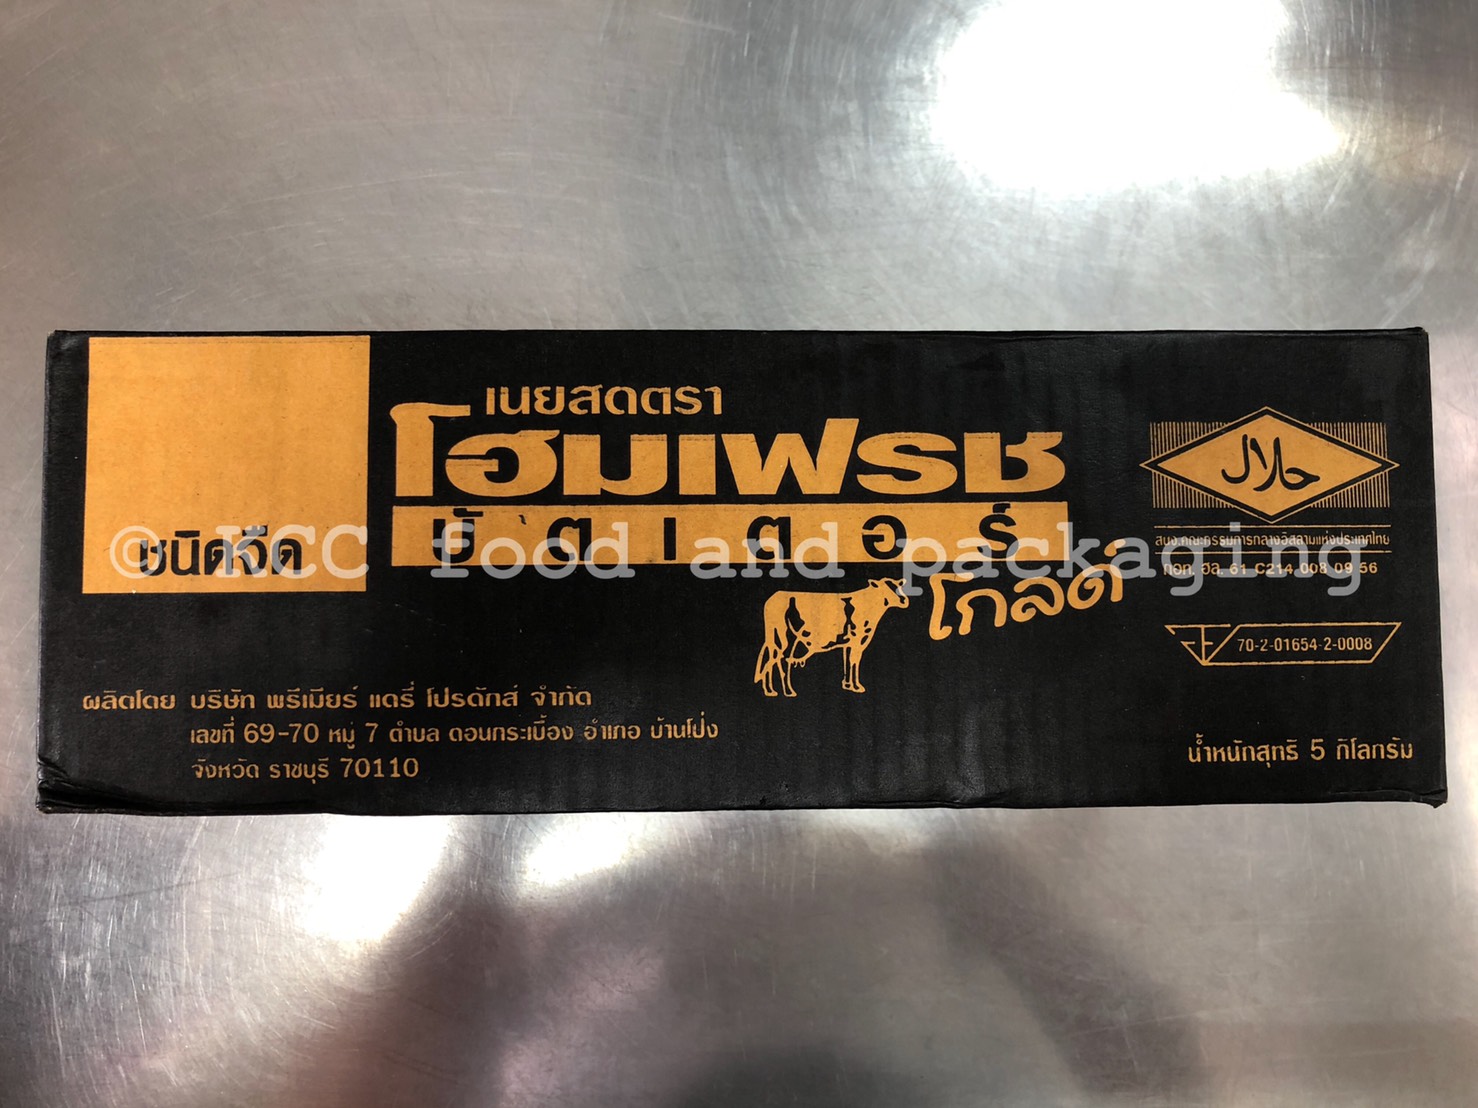 เนยสดตรา
โฮมเฟรช
บัตเตอร์
โกลด์
ชนิดจืด
حلال
สนง.คณะกรรมการกลางอิสลามแห่งประเทศไทย
กอท. ฮล. 61 C214 008 09 56
70-2-01654-2-0008
ผลิตโดย บริษัท พรีเมียร์ แดรี่ โปรดักส์ จำกัด
เลขที่ 69-70 หมู่ 7 ตำบล ดอนกระเบื้อง อำเภอ บ้านโป่ง
จังหวัด ราชบุรี 70110
น้ำหนักสุทธิ 5 กิโลกรัม
© KCC food and packaging